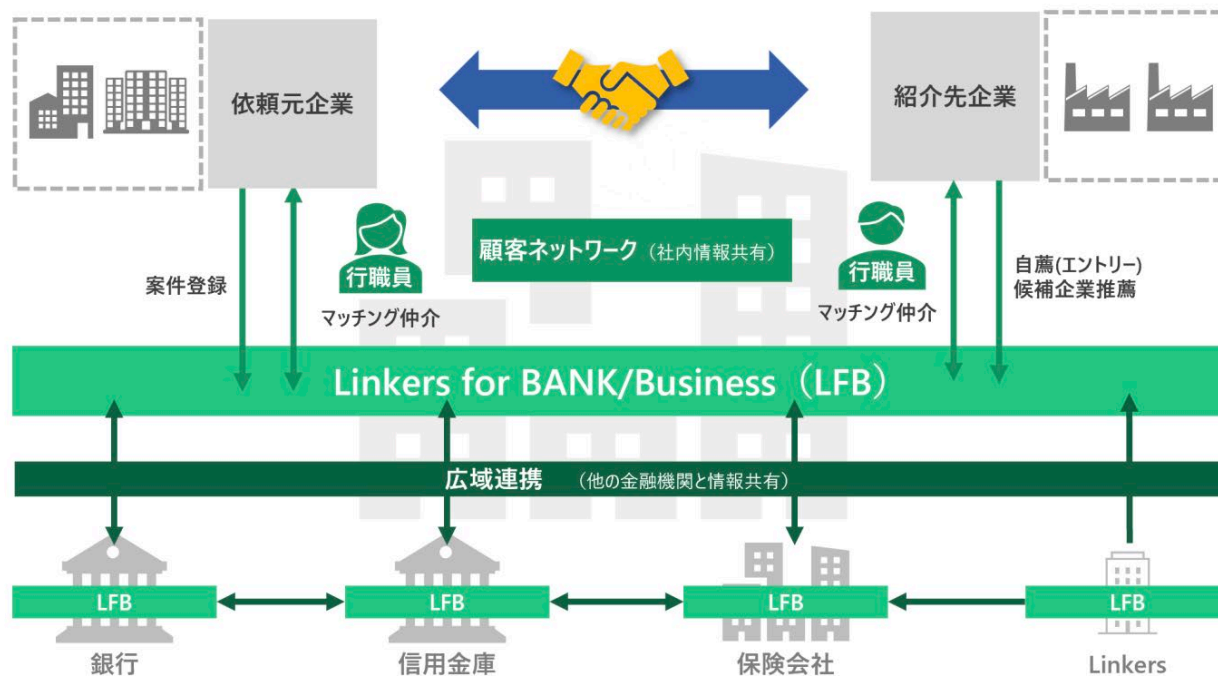 依頼元企業
紹介先企業
顧客ネットワーク（社内情報共有）
行職員
マッチング仲介
行職員
マッチング仲介
案件登録
自薦(エントリー)
候補企業推薦
Linkers for BANK/Business（LFB）
広域連携　（他の金融機関と情報共有）
LFB
LFB
LFB
LFB
銀行
信用金庫
保険会社
Linkers